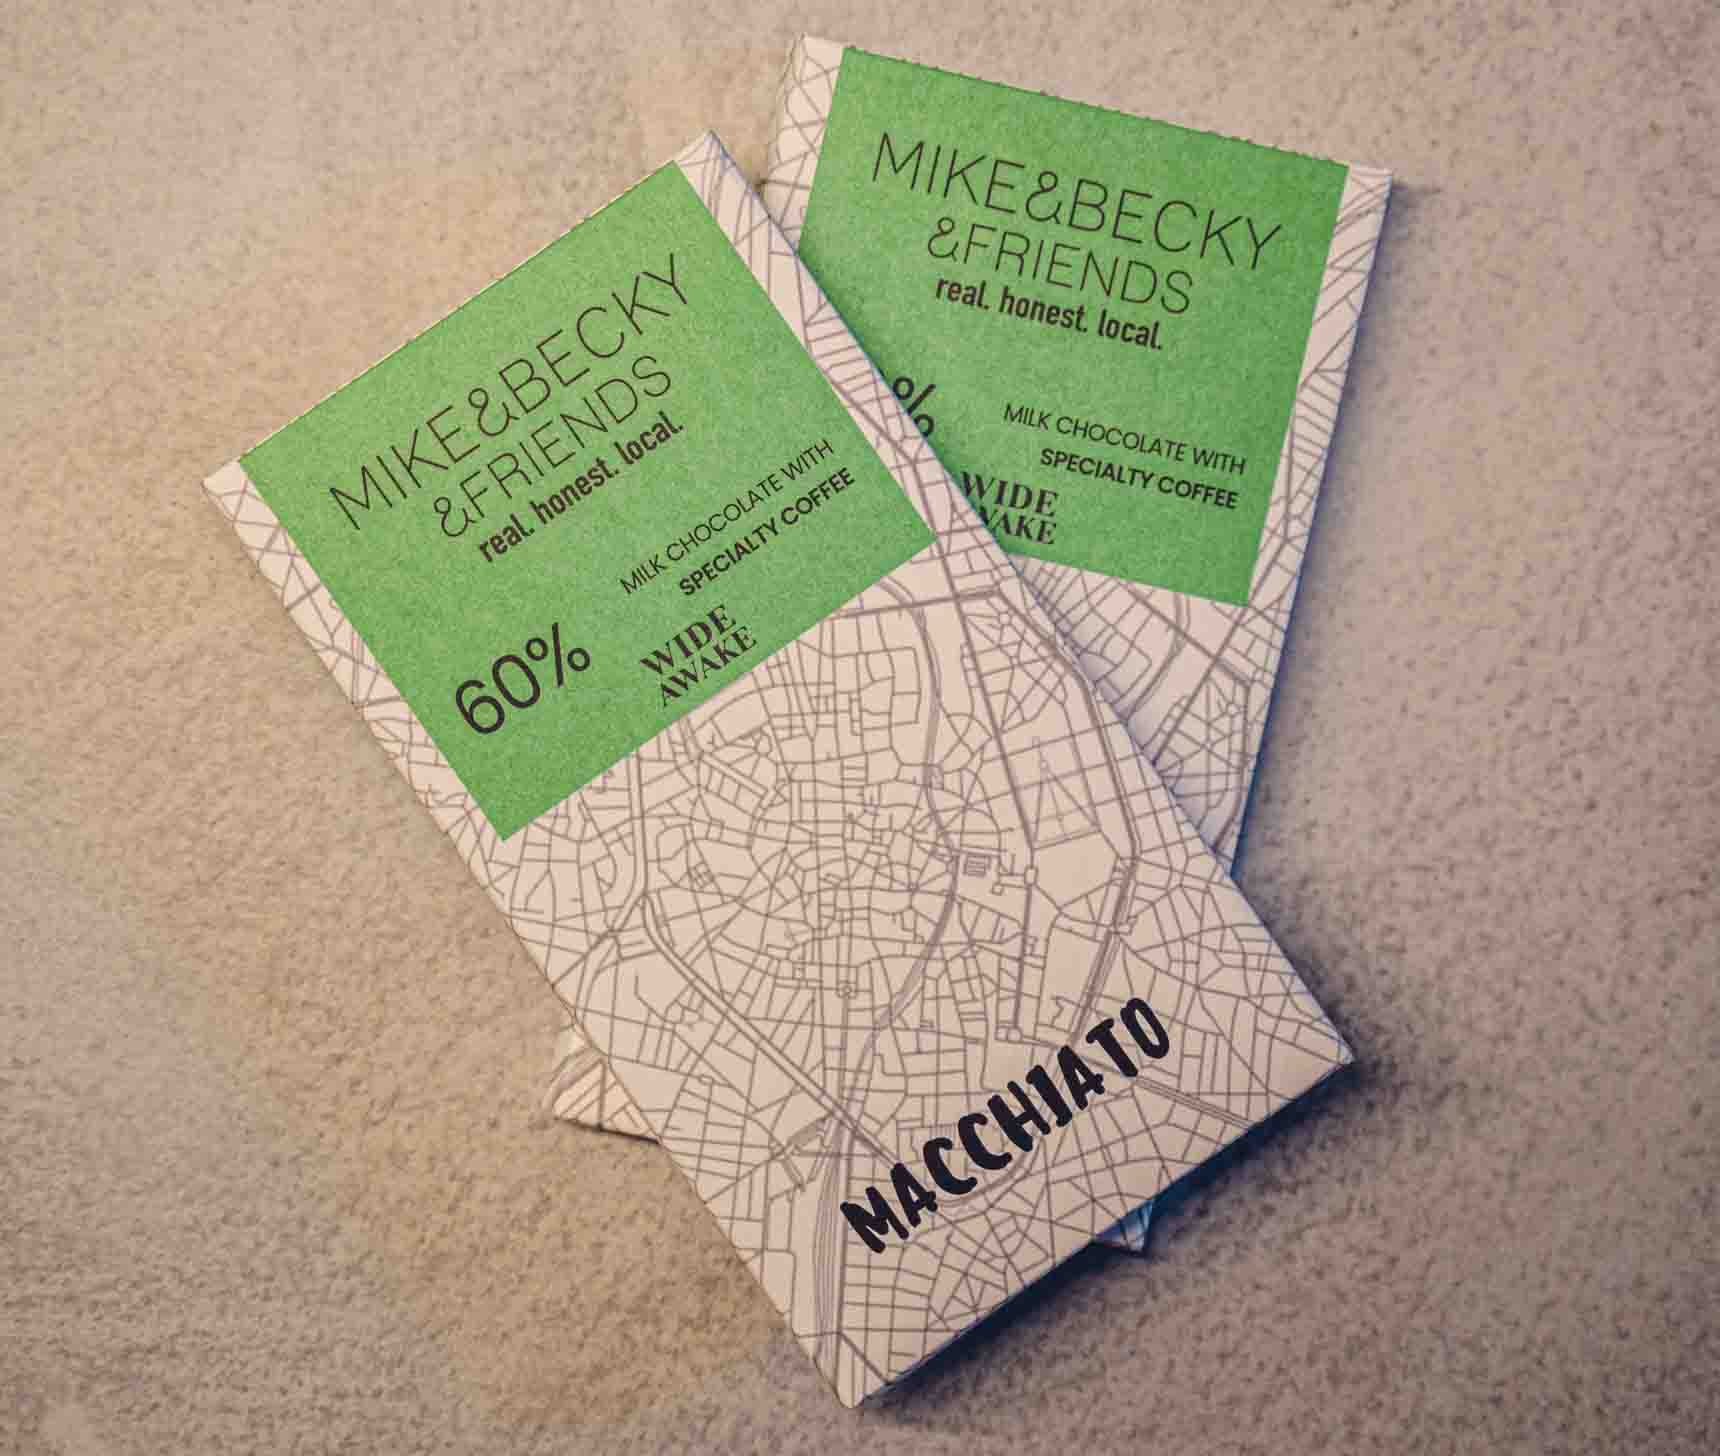 MIKE&BECKY
&FRIENDS
real. honest. local.
MILK CHOCOLATE WITH
SPECIALTY COFFEE
60%
WIDE
AWAKE
MACCHIATO
MIKE&BECKY
&FRIENDS
real. honest. local.
%
MILK CHOCOLATE WITH
SPECIALTY COFFEE
WIDE
AWAKE